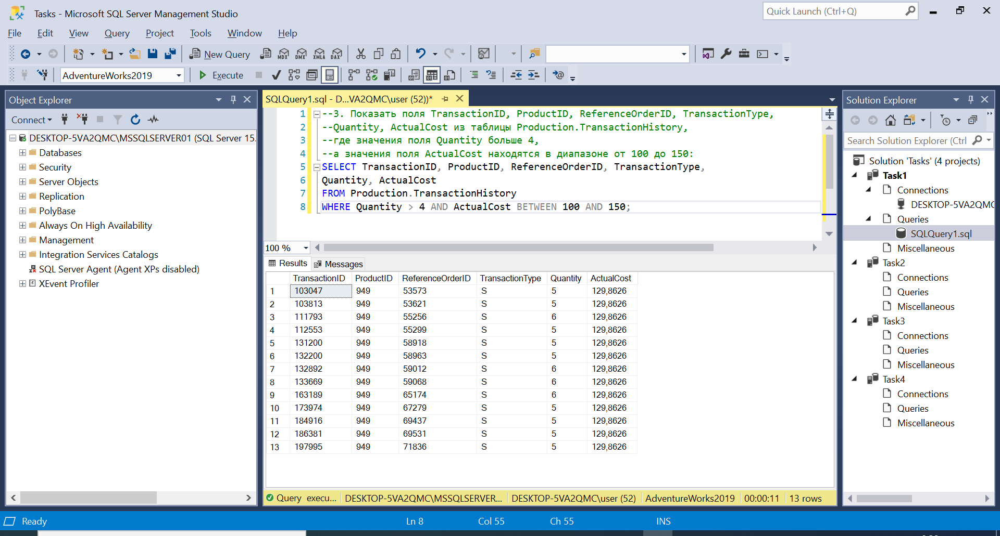 Tasks - Microsoft SQL Server Management Studio
Quick Launch (Ctrl+Q)
File Edit View Query Project Tools Window Help
New Query MDX DMX XMLA DAX
AdventureWorks2019 Execute
Object Explorer
Connect
DESKTOP-5VA2QMC\MSSQLSERVER01 (SQL Server 15.
Databases
Security
Server Objects
Replication
PolyBase
Always On High Availability
Management
Integration Services Catalogs
SQL Server Agent (Agent XPs disabled)
XEvent Profiler
SQLQuery1.sql - D...VA2QMC\user (52))*
1 --3. Показать поля TransactionID, ProductID, ReferenceOrderID, TransactionType,
2 --Quantity, ActualCost из таблицы Production.TransactionHistory,
3 --где значения поля Quantity больше 4,
4 --а значения поля ActualCost находятся в диапазоне от 100 до 150:
5 SELECT TransactionID, ProductID, ReferenceOrderID, TransactionType,
6 Quantity, ActualCost
7 FROM Production.TransactionHistory
8 WHERE Quantity > 4 AND ActualCost BETWEEN 100 AND 150;
100 %
Results Messages
TransactionID ProductID ReferenceOrderID TransactionType Quantity ActualCost
1 103047 949 53573 S 5 129,8626
2 103813 949 53621 S 5 129,8626
3 111793 949 55256 S 6 129,8626
4 112553 949 55299 S 5 129,8626
5 131200 949 58918 S 5 129,8626
6 132200 949 58963 S 5 129,8626
7 132892 949 59012 S 6 129,8626
8 133669 949 59068 S 6 129,8626
9 163189 949 65174 S 6 129,8626
10 173974 949 67279 S 5 129,8626
11 184916 949 69437 S 5 129,8626
12 186381 949 69531 S 5 129,8626
13 197995 949 71836 S 5 129,8626
Query execu... DESKTOP-5VA2QMC\MSSQLSERVER... DESKTOP-5VA2QMC\user (52) AdventureWorks2019 00:00:11 13 rows
Solution Explorer
Search Solution Explorer (Ctrl
Solution 'Tasks' (4 projects)
Task1
Connections
DESKTOP-5VA2QMC
Queries
SQLQuery1.sql
Miscellaneous
Task2
Connections
Queries
Miscellaneous
Task3
Connections
Queries
Miscellaneous
Task4
Connections
Queries
Miscellaneous
Ready Ln 8 Col 55 Ch 55 INS